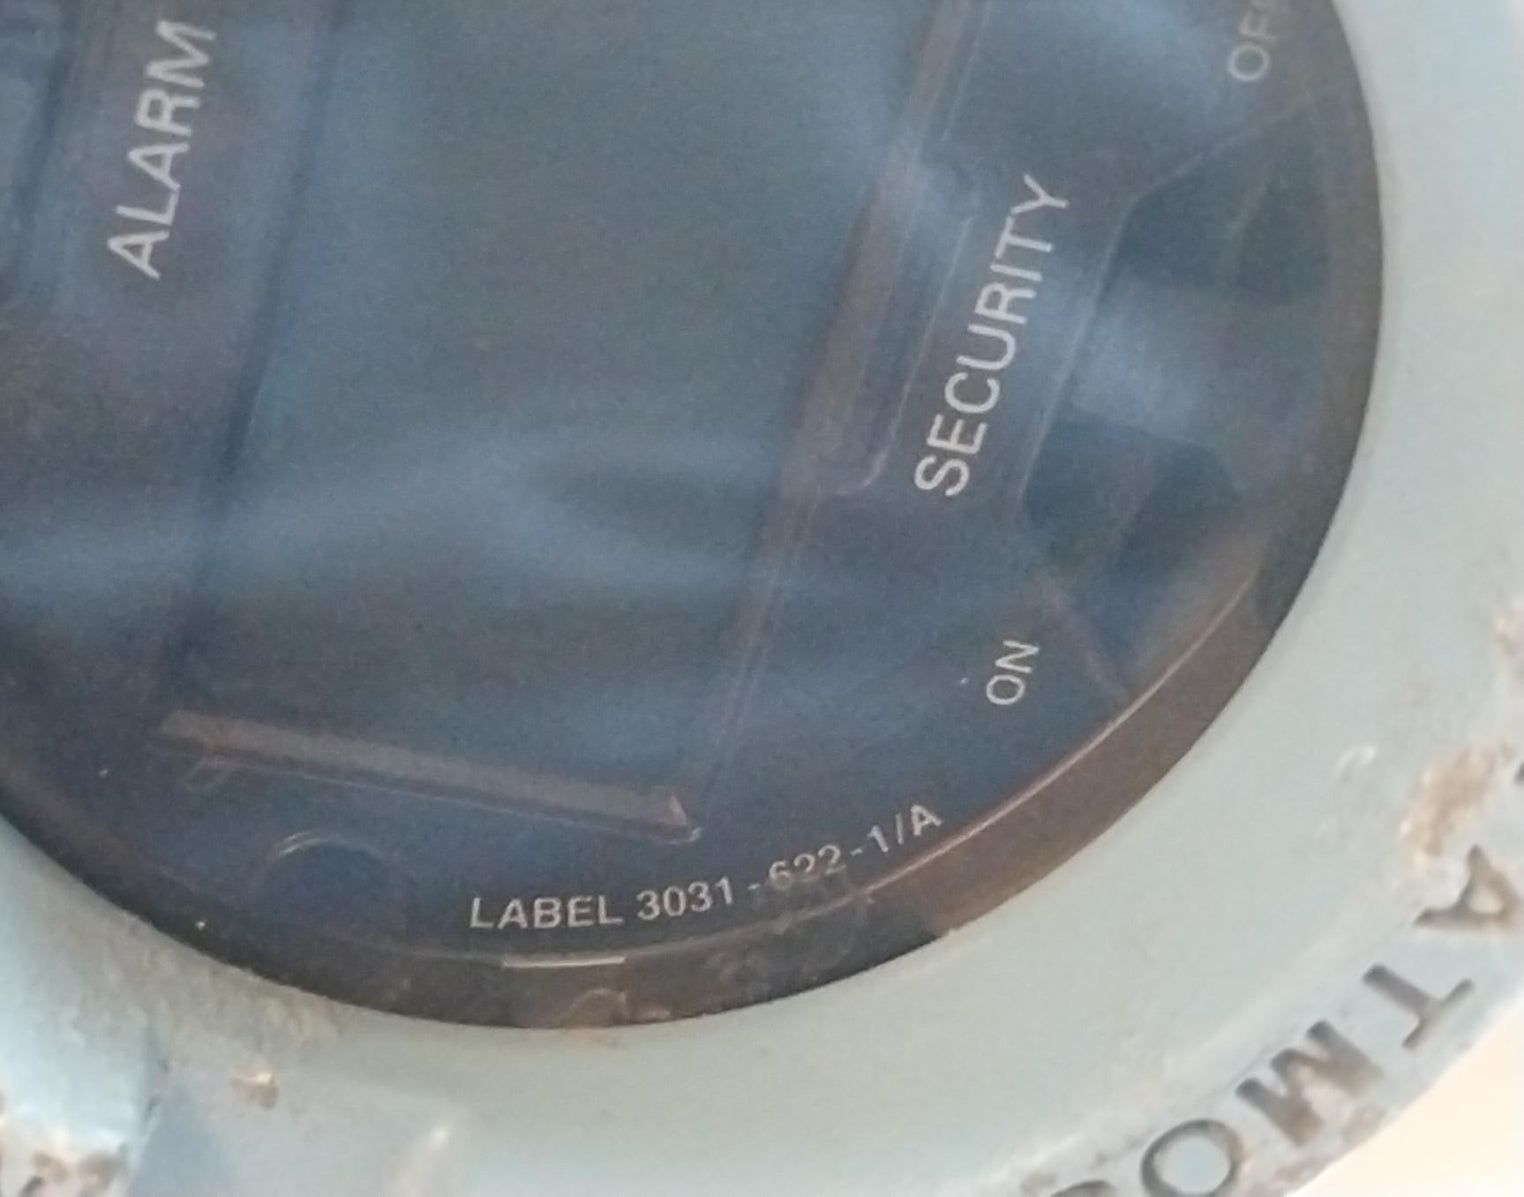 ALARM
SECURITY
ON
LABEL 3031-622-1/A